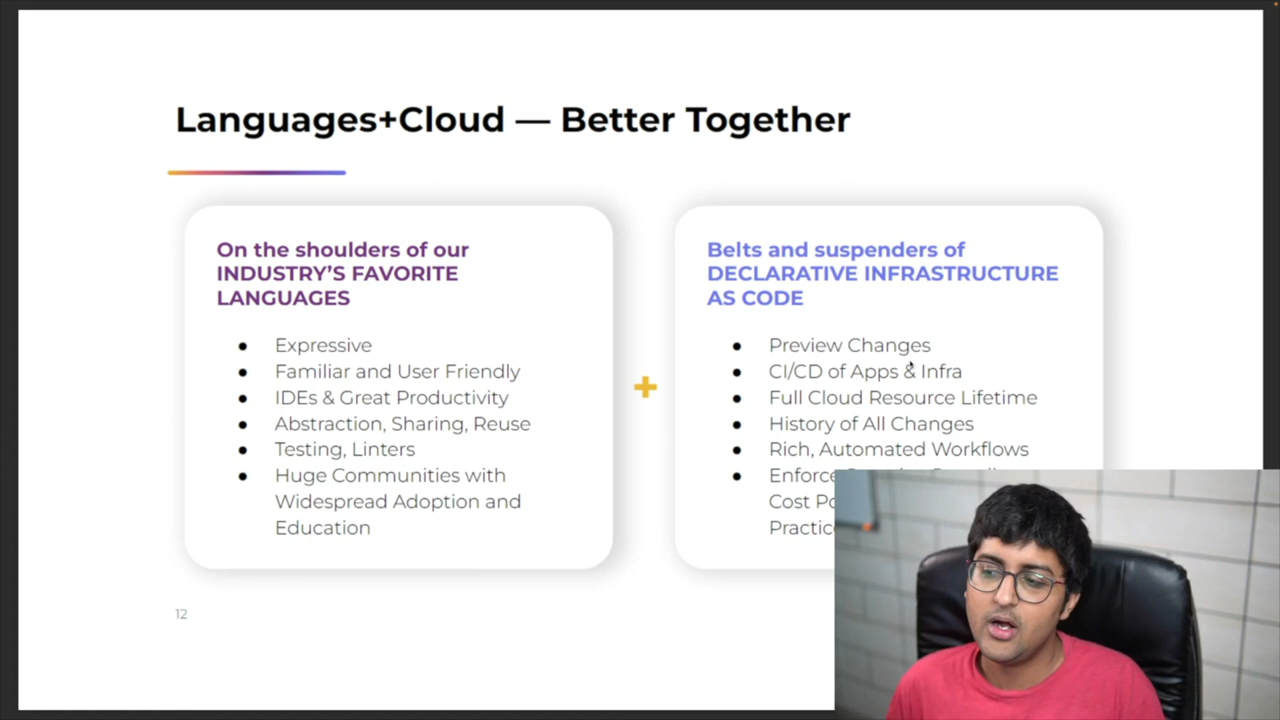 Languages+Cloud — Better Together
On the shoulders of our
INDUSTRY’S FAVORITE
LANGUAGES
● Expressive
● Familiar and User Friendly
● IDEs & Great Productivity
● Abstraction, Sharing, Reuse
● Testing, Linters
● Huge Communities with
Widespread Adoption and
Education
+
Belts and suspenders of
DECLARATIVE INFRASTRUCTURE
AS CODE
● Preview Changes
● CI/CD of Apps & Infra
● Full Cloud Resource Lifetime
● History of All Changes
● Rich, Automated Workflows
● Enforce
Cost
12